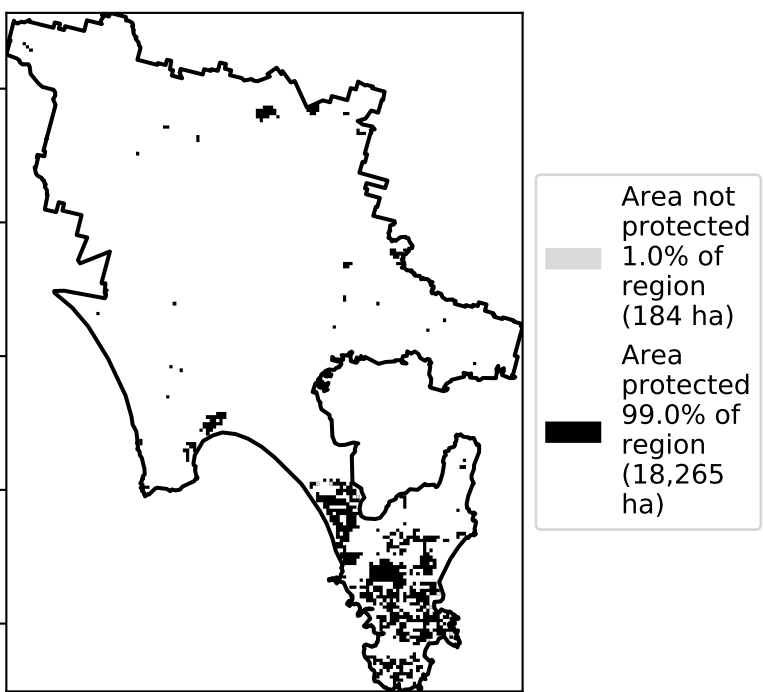 Area not
protected
1.0% of
region
(184 ha)
Area
protected
99.0% of
region
(18,265
ha)